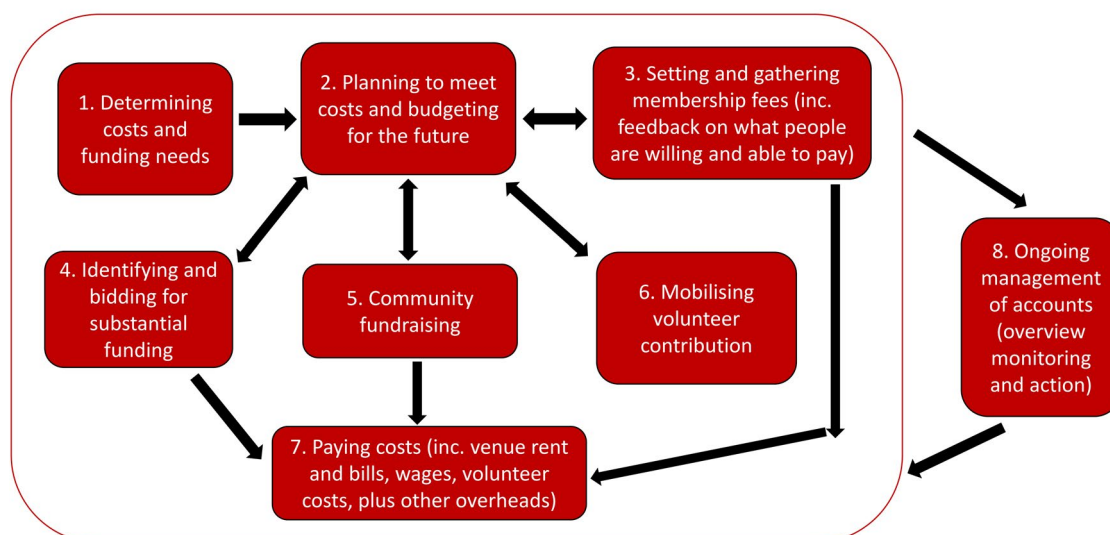 1. Determining
costs and
funding needs
2. Planning to meet
costs and budgeting
for the future
3. Setting and gathering
membership fees (inc.
feedback on what people
are willing and able to pay)
4. Identifying and
bidding for
substantial
funding
5. Community
fundraising
6. Mobilising
volunteer
contribution
7. Paying costs (inc. venue rent
and bills, wages, volunteer
costs, plus other overheads)
8. Ongoing
management
of accounts
(overview
monitoring
and action)